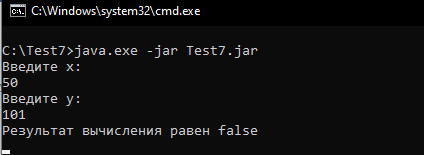 C:\Windows\system32\cmd.exe
C:\Test7>java.exe -jar Test7.jar
Введите x:
50
Введите y:
101
Результат вычисления равен false